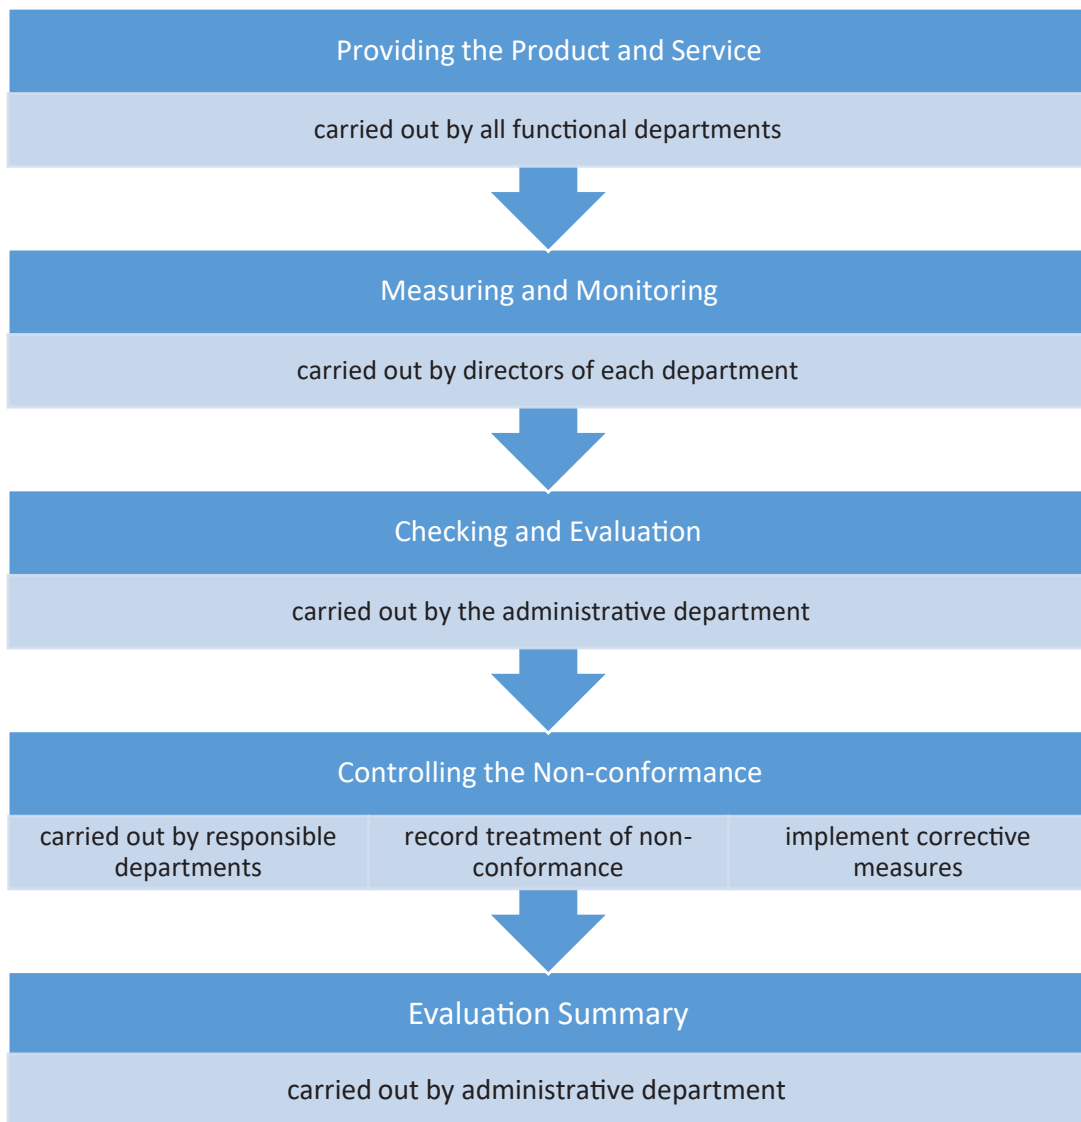 Providing the Product and Service
carried out by all functional departments
Measuring and Monitoring
carried out by directors of each department
Checking and Evaluation
carried out by the administrative department
Controlling the Non-conformance
carried out by responsible
departments
record treatment of non-
conformance
implement corrective
measures
Evaluation Summary
carried out by administrative department